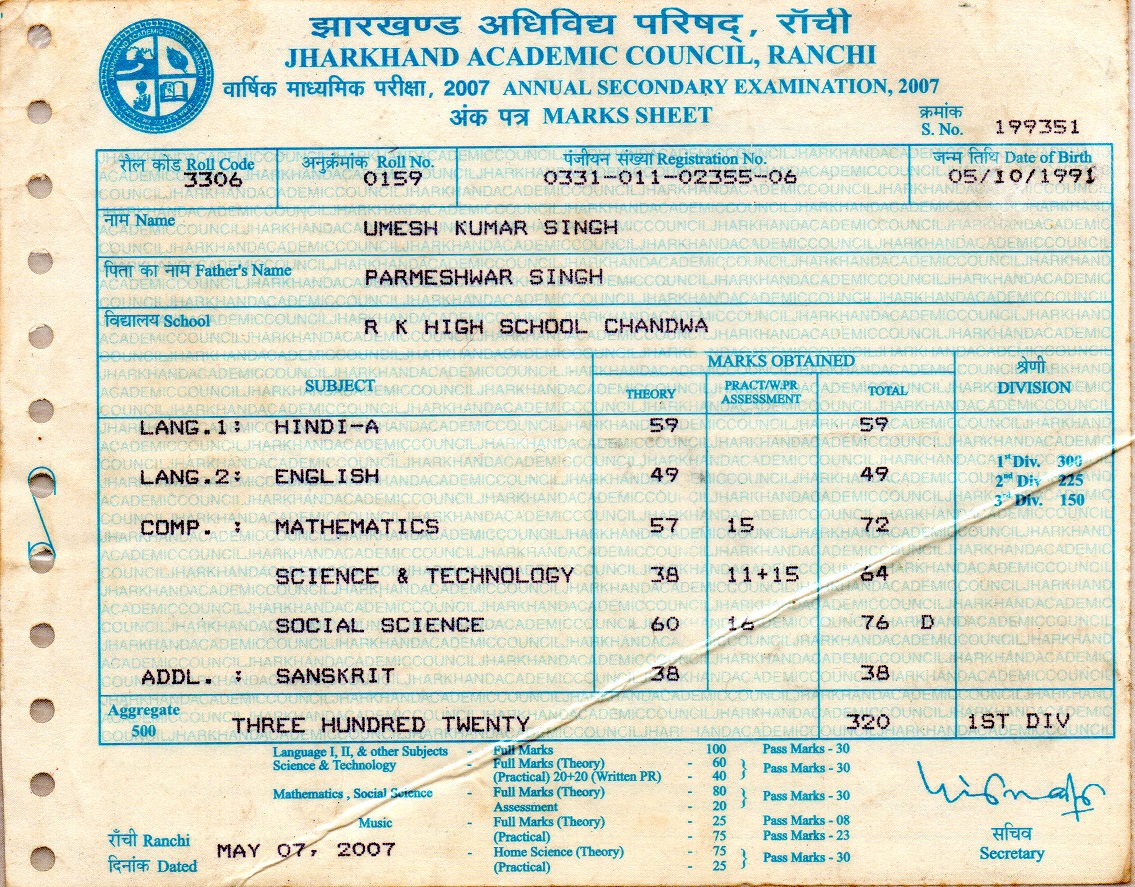 झारखण्ड अधिविद्य परिषद्, राँची
JHARKHAND ACADEMIC COUNCIL, RANCHI
वार्षिक माध्यमिक परीक्षा, 2007 ANNUAL SECONDARY EXAMINATION, 2007
अंक पत्र MARKS SHEET
क्रमांक
S. No. 199351
रौल कोड Roll Code अनुक्रमांक Roll No. पंजीयन संख्या Registration No. जन्म तिथि Date of Birth
3306 0159 0331-011-02355-06 05/10/1991
नाम Name UMESH KUMAR SINGH
पिता का नाम Father's Name PARMESHWAR SINGH
विद्यालय School R K HIGH SCHOOL CHANDWA
MARKS OBTAINED
SUBJECT THEORY PRACT/W.PR ASSESSMENT TOTAL श्रेणी DIVISION
LANG.1: HINDI-A 59 59
LANG.2: ENGLISH 49 49
1st Div. 300
2nd Div 225
3rd Div. 150
COMP. : MATHEMATICS 57 15 72
SCIENCE & TECHNOLOGY 38 11+15 64
SOCIAL SCIENCE 60 16 76 D
ADDL. : SANSKRIT 38 38
Aggregate 500 THREE HUNDRED TWENTY 320 1ST DIV
Language I, II, & other Subjects - Full Marks - 100 Pass Marks - 30
Science & Technology - Full Marks (Theory) - 60 } Pass Marks - 30
(Practical) 20+20 (Written PR) - 40
Mathematics , Social Science - Full Marks (Theory) - 80 } Pass Marks - 30
Assessment - 20
Music - Full Marks (Theory) - 25 Pass Marks - 08
(Practical) - 75 Pass Marks - 23
- Home Science (Theory) - 75 } Pass Marks - 30
(Practical) - 25
राँची Ranchi
दिनांक Dated MAY 07, 2007
सचिव
Secretary